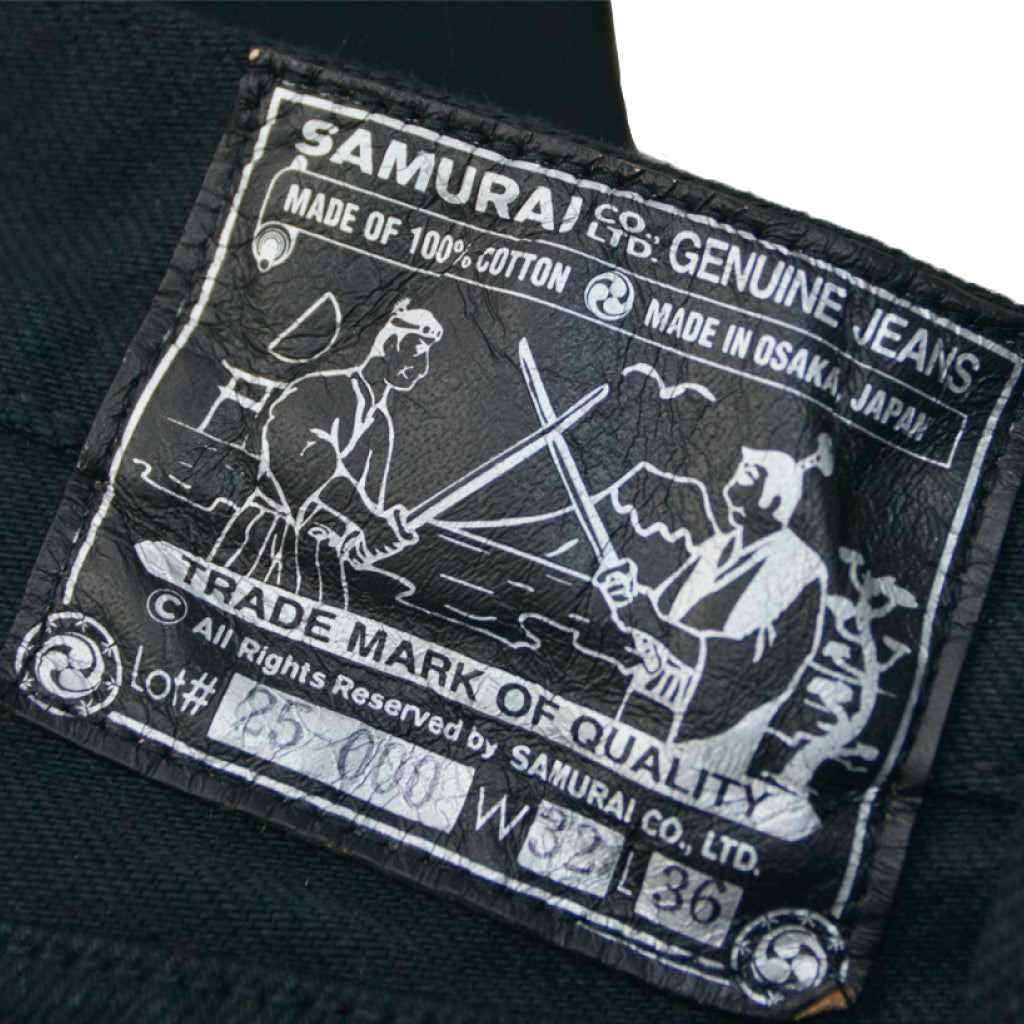 SAMURAI CO., LTD. GENUINE JEANS
MADE OF 100% COTTON MADE IN OSAKA, JAPAN
TRADE MARK OF QUALITY
© All Rights Reserved by SAMURAI CO., LTD.
Lot# 25 000 W 32 L 36